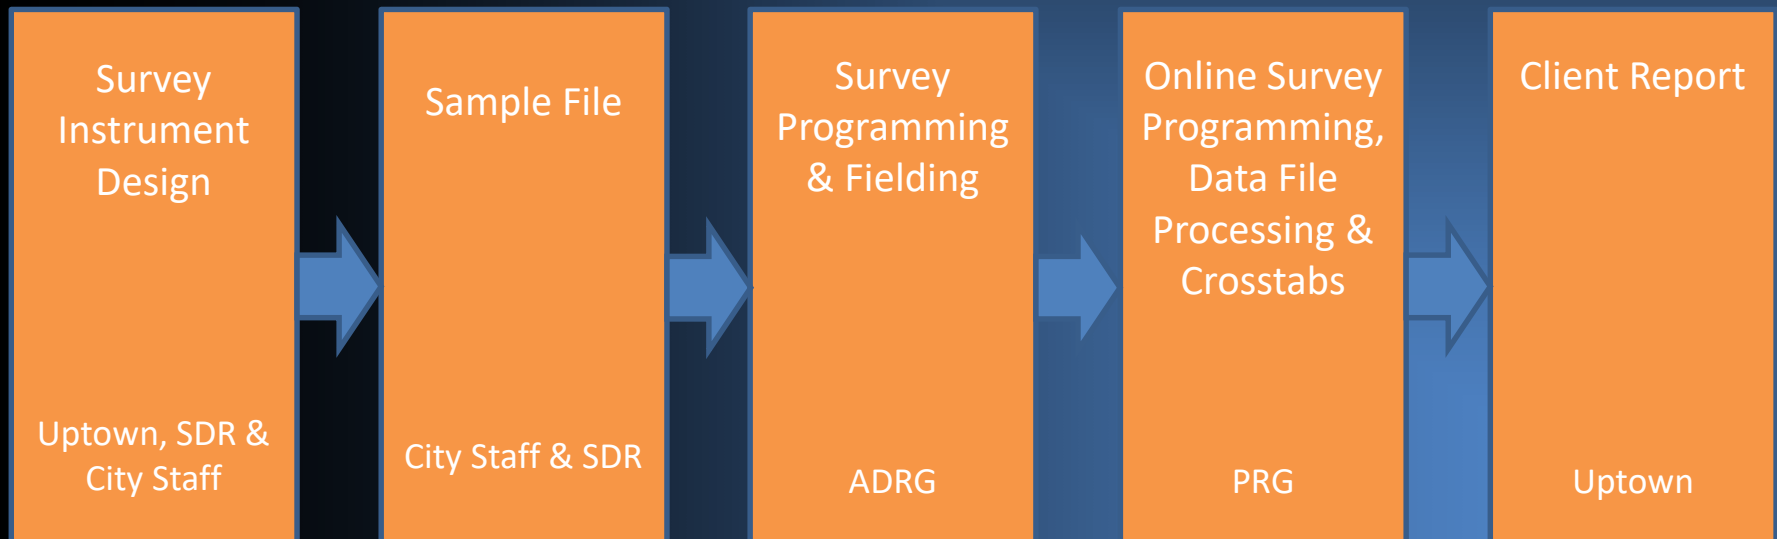 Survey
Instrument
Design
Uptown, SDR &
City Staff
Sample File
City Staff & SDR
Survey
Programming
& Fielding
ADRG
Online Survey
Programming,
Data File
Processing &
Crosstabs
PRG
Client Report
Uptown